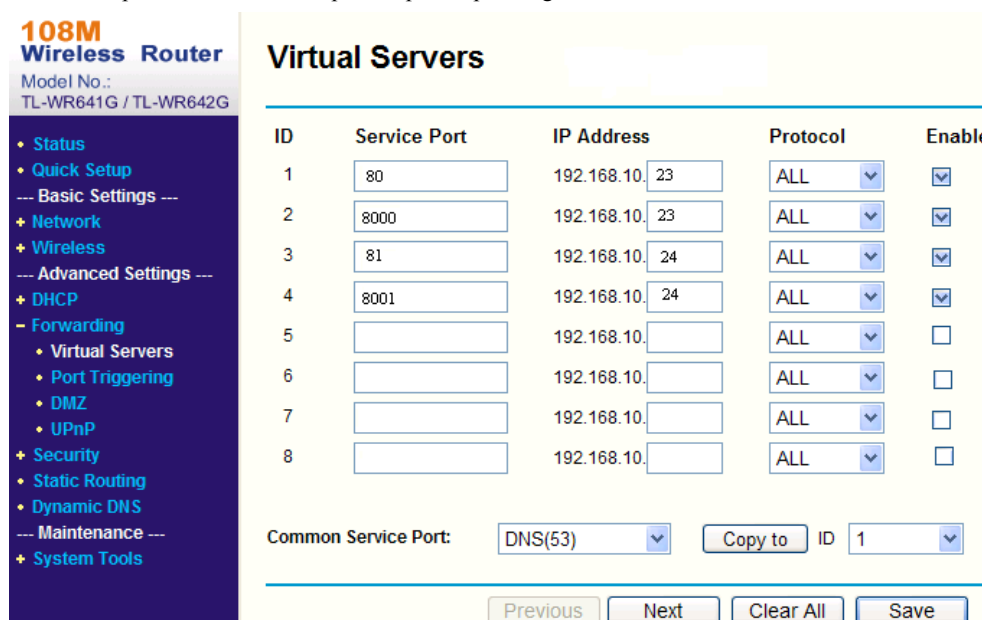 108M
Wireless Router
Model No.:
TL-WR641G / TL-WR642G
Status
Quick Setup
--- Basic Settings ---
Network
Wireless
--- Advanced Settings ---
DHCP
Forwarding
Virtual Servers
Port Triggering
DMZ
UPnP
Security
Static Routing
Dynamic DNS
--- Maintenance ---
System Tools
Virtual Servers
ID Service Port IP Address Protocol Enable
1 80 192.168.10. 23 ALL
2 8000 192.168.10. 23 ALL
3 81 192.168.10. 24 ALL
4 8001 192.168.10. 24 ALL
5 192.168.10. ALL
6 192.168.10. ALL
7 192.168.10. ALL
8 192.168.10. ALL
Common Service Port: DNS(53) Copy to ID 1
Previous Next Clear All Save